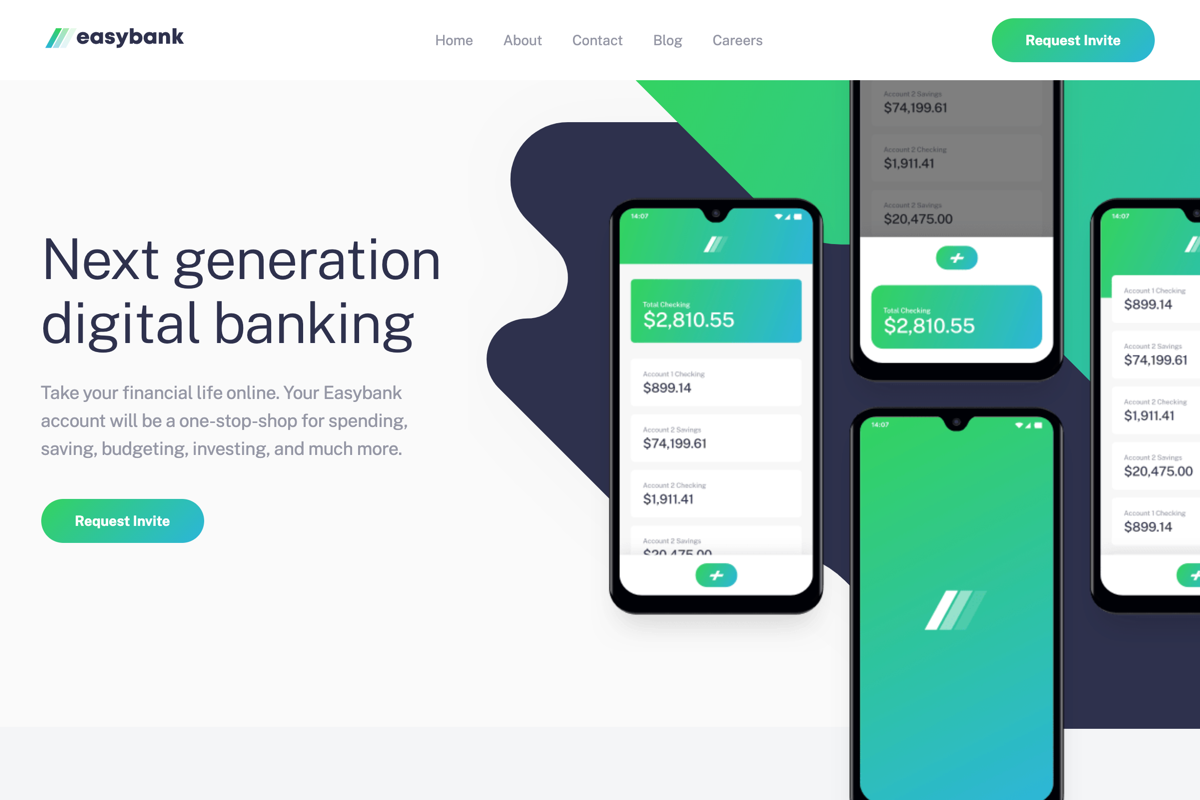 easybank
Home
About
Contact
Blog
Careers
Request Invite
Next generation
digital banking
Take your financial life online. Your Easybank
account will be a one-stop-shop for spending,
saving, budgeting, investing, and much more.
Request Invite
14:07
Total Checking
$2,810.55
Account 1 Checking
$899.14
Account 2 Savings
$74,199.61
Account 2 Checking
$1,911.41
Account 2 Savings
$20,475.00
Account 2 Savings
$74,199.61
Account 2 Checking
$1,911.41
Account 2 Savings
$20,475.00
Total Checking
$2,810.55
14:07
14:07
Account 1 Checking
$899.14
Account 2 Savings
$74,199.61
Account 2 Checking
$1,911.41
Account 2 Savings
$20,475.00
Account 1 Checking
$899.14